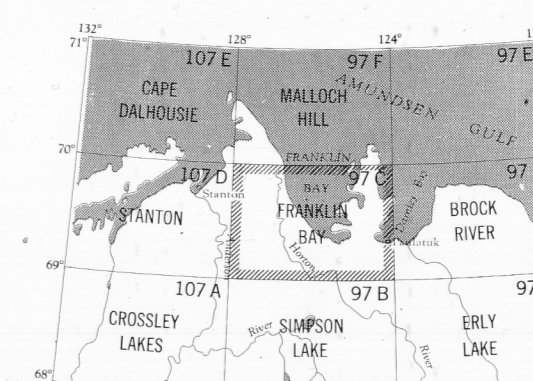 132°
128°
124°
71°
107 E
97 F
97 E
CAPE
DALHOUSIE
MALLOCH
HILL
AMUNDSEN
GULF
70°
FRANKLIN
107 D
97 C
97
BAY
Stanton
STANTON
FRANKLIN
BAY
Darnley Bay
BROCK
RIVER
Paulatuk
Horton
69°
107 A
97 B
97
CROSSLEY
LAKES
River
SIMPSON
LAKE
River
ERLY
LAKE
68°